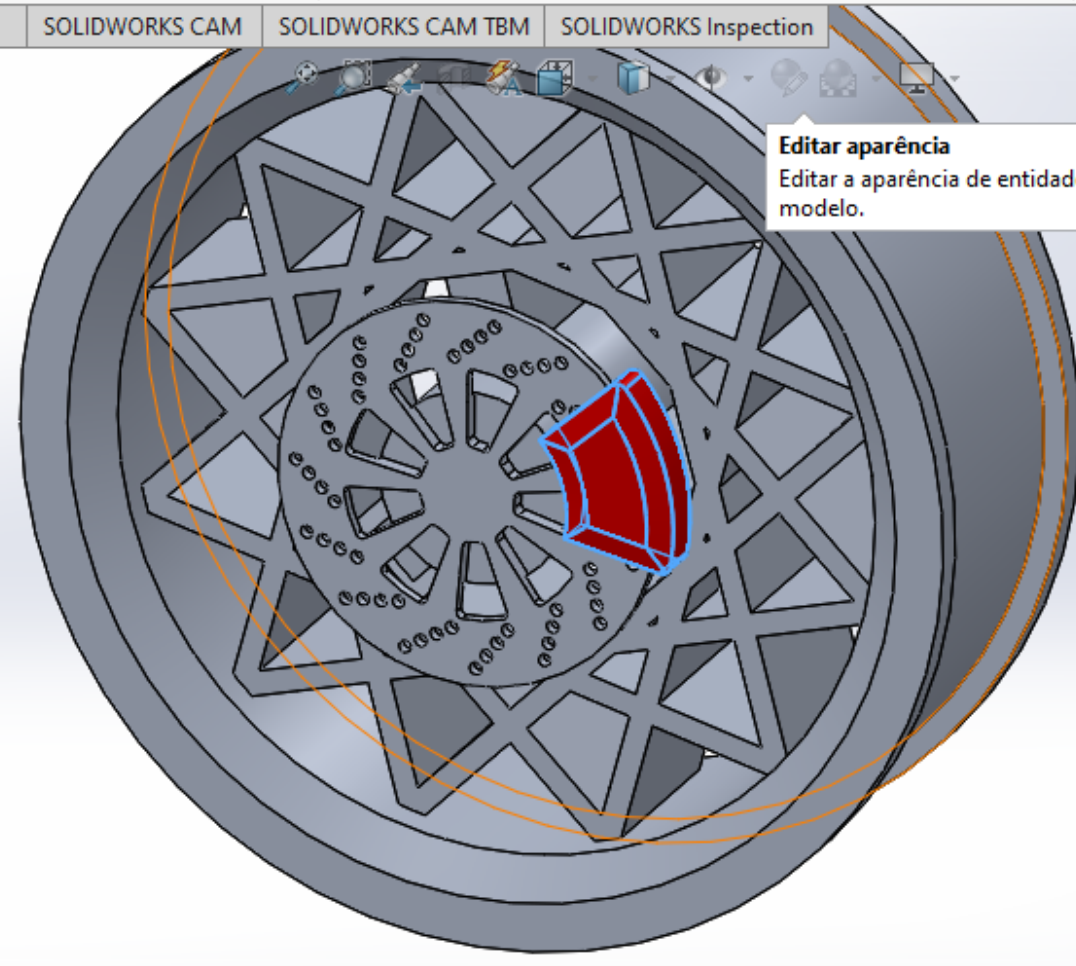 SOLIDWORKS CAM
SOLIDWORKS CAM TBM
SOLIDWORKS Inspection
Editar aparência
Editar a aparência de entidad
modelo.